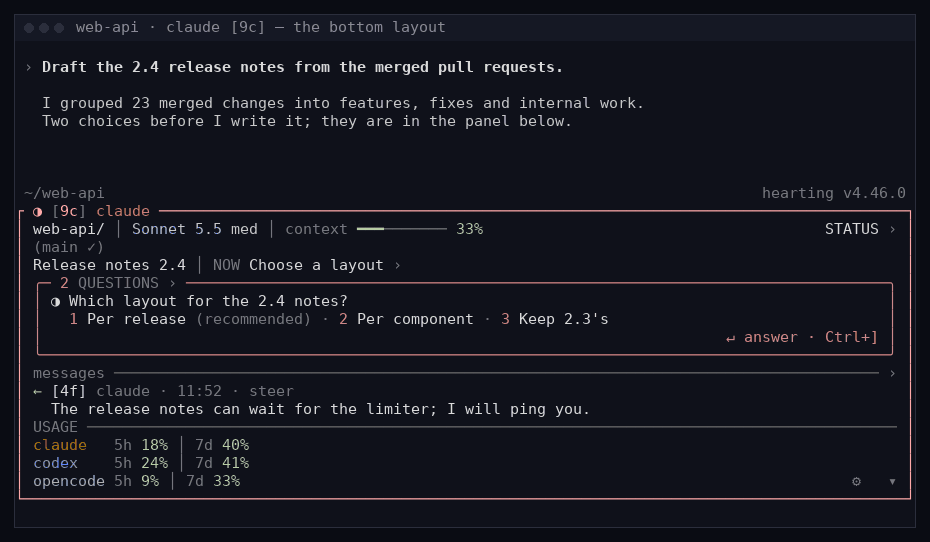 web-api · claude [9c] — the bottom layout
› Draft the 2.4 release notes from the merged pull requests.
I grouped 23 merged changes into features, fixes and internal work.
Two choices before I write it; they are in the panel below.
~/web-api hearting v4.46.0
◑ [9c] claude
web-api/ │ Sonnet 5.5 med │ context 33% STATUS ›
(main ✓)
Release notes 2.4 │ NOW Choose a layout ›
2 QUESTIONS ›
◑ Which layout for the 2.4 notes?
1 Per release (recommended) · 2 Per component · 3 Keep 2.3's
↵ answer · Ctrl+]
messages ›
← [4f] claude · 11:52 · steer
The release notes can wait for the limiter; I will ping you.
USAGE
claude 5h 18% │ 7d 40%
codex 5h 24% │ 7d 41%
opencode 5h 9% │ 7d 33% ⚙ ▾